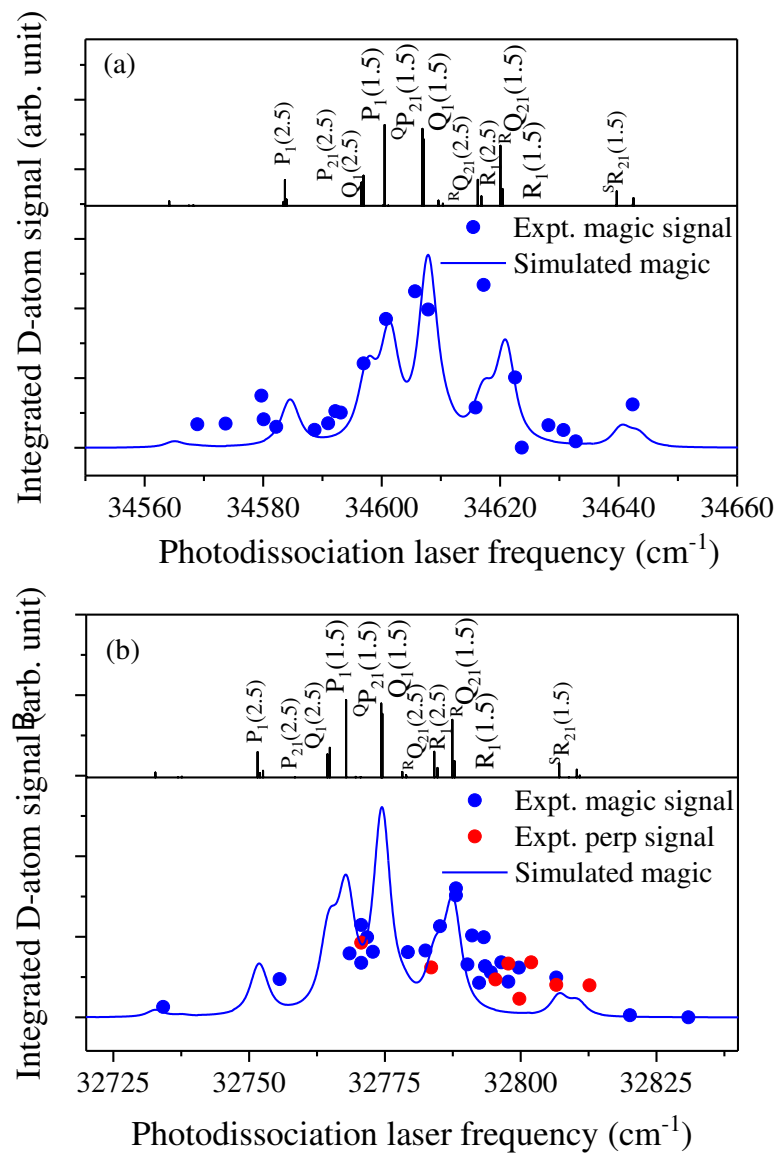 (a)
P₁(2.5)
P₂₁(2.5)
Q₁(2.5)
P₁(1.5)
ᵠP₂₁(1.5)
Q₁(1.5)
ᴿQ₂₁(2.5)
R₁(2.5)
ᴿQ₂₁(1.5)
R₁(1.5)
ˢR₂₁(1.5)
Expt. magic signal
Simulated magic
Integrated D-atom signal (arb. unit)
34560 34580 34600 34620 34640 34660
Photodissociation laser frequency (cm⁻¹)
(b)
P₁(2.5)
P₂₁(2.5)
Q₁(2.5)
P₁(1.5)
ᵠP₂₁(1.5)
Q₁(1.5)
ᴿQ₂₁(2.5)
R₁(2.5)
ᴿQ₂₁(1.5)
R₁(1.5)
ˢR₂₁(1.5)
Expt. magic signal
Expt. perp signal
Simulated magic
B
Integrated D-atom signal (arb. unit)
32725 32750 32775 32800 32825
Photodissociation laser frequency (cm⁻¹)